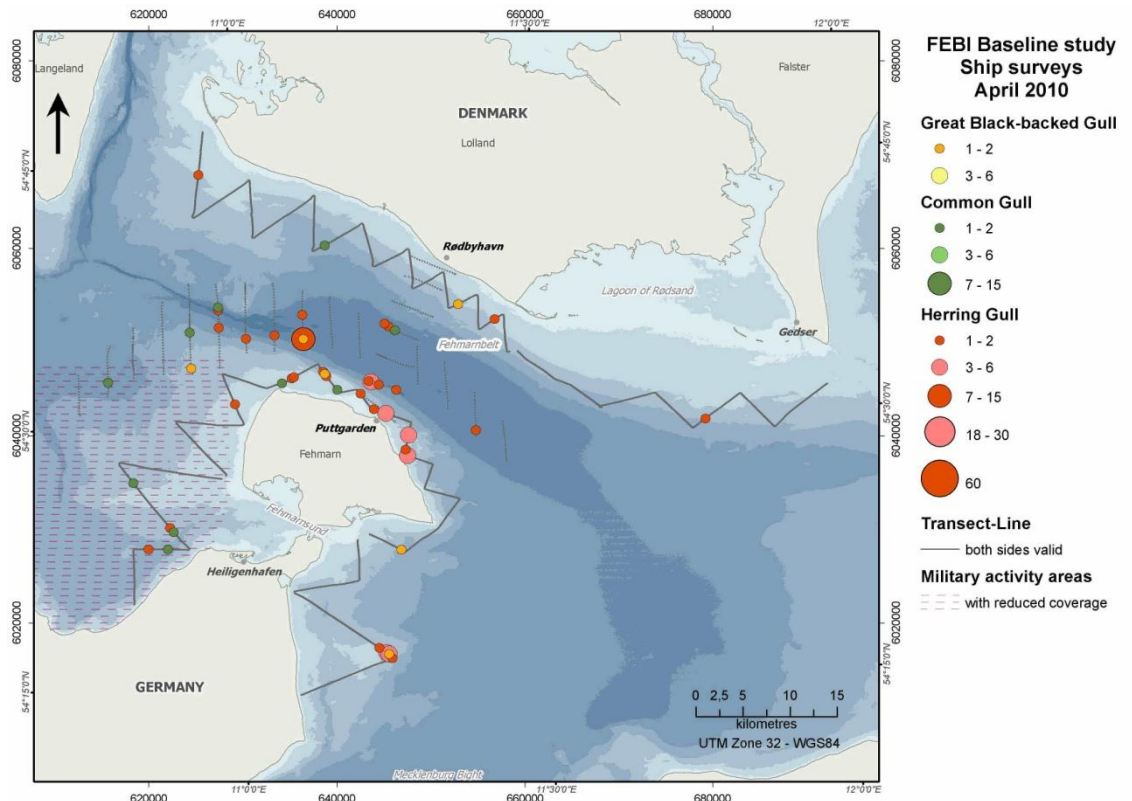 620000
640000
660000
680000
11°0'0"E
11°30'0"E
12°0'0"E
6080000
6080000
Langeland
Falster
DENMARK
Lolland
54°45'0"N
54°45'0"N
6060000
6060000
Rødbyhavn
Lagoon of Rødsand
Gedser
Fehmarnbelt
54°30'0"N
54°30'0"N
6040000
6040000
Puttgarden
Fehmarn
Fehmarnsund
Heiligenhafen
6020000
6020000
54°15'0"N
54°15'0"N
GERMANY
0 2,5 5 10 15
kilometres
UTM Zone 32 - WGS84
Mecklenburg Bight
620000
640000
660000
680000
11°0'0"E
11°30'0"E
12°0'0"E
FEBI Baseline study
Ship surveys
April 2010
Great Black-backed Gull
1 - 2
3 - 6
Common Gull
1 - 2
3 - 6
7 - 15
Herring Gull
1 - 2
3 - 6
7 - 15
18 - 30
60
Transect-Line
both sides valid
Military activity areas
with reduced coverage